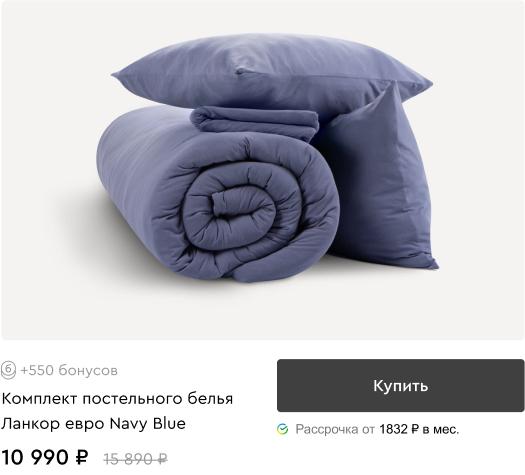 б +550 бонусов
Комплект постельного белья
Ланкор евро Navy Blue
10 990 ₽ 15 890 ₽
Купить
Рассрочка от 1832 ₽ в мес.